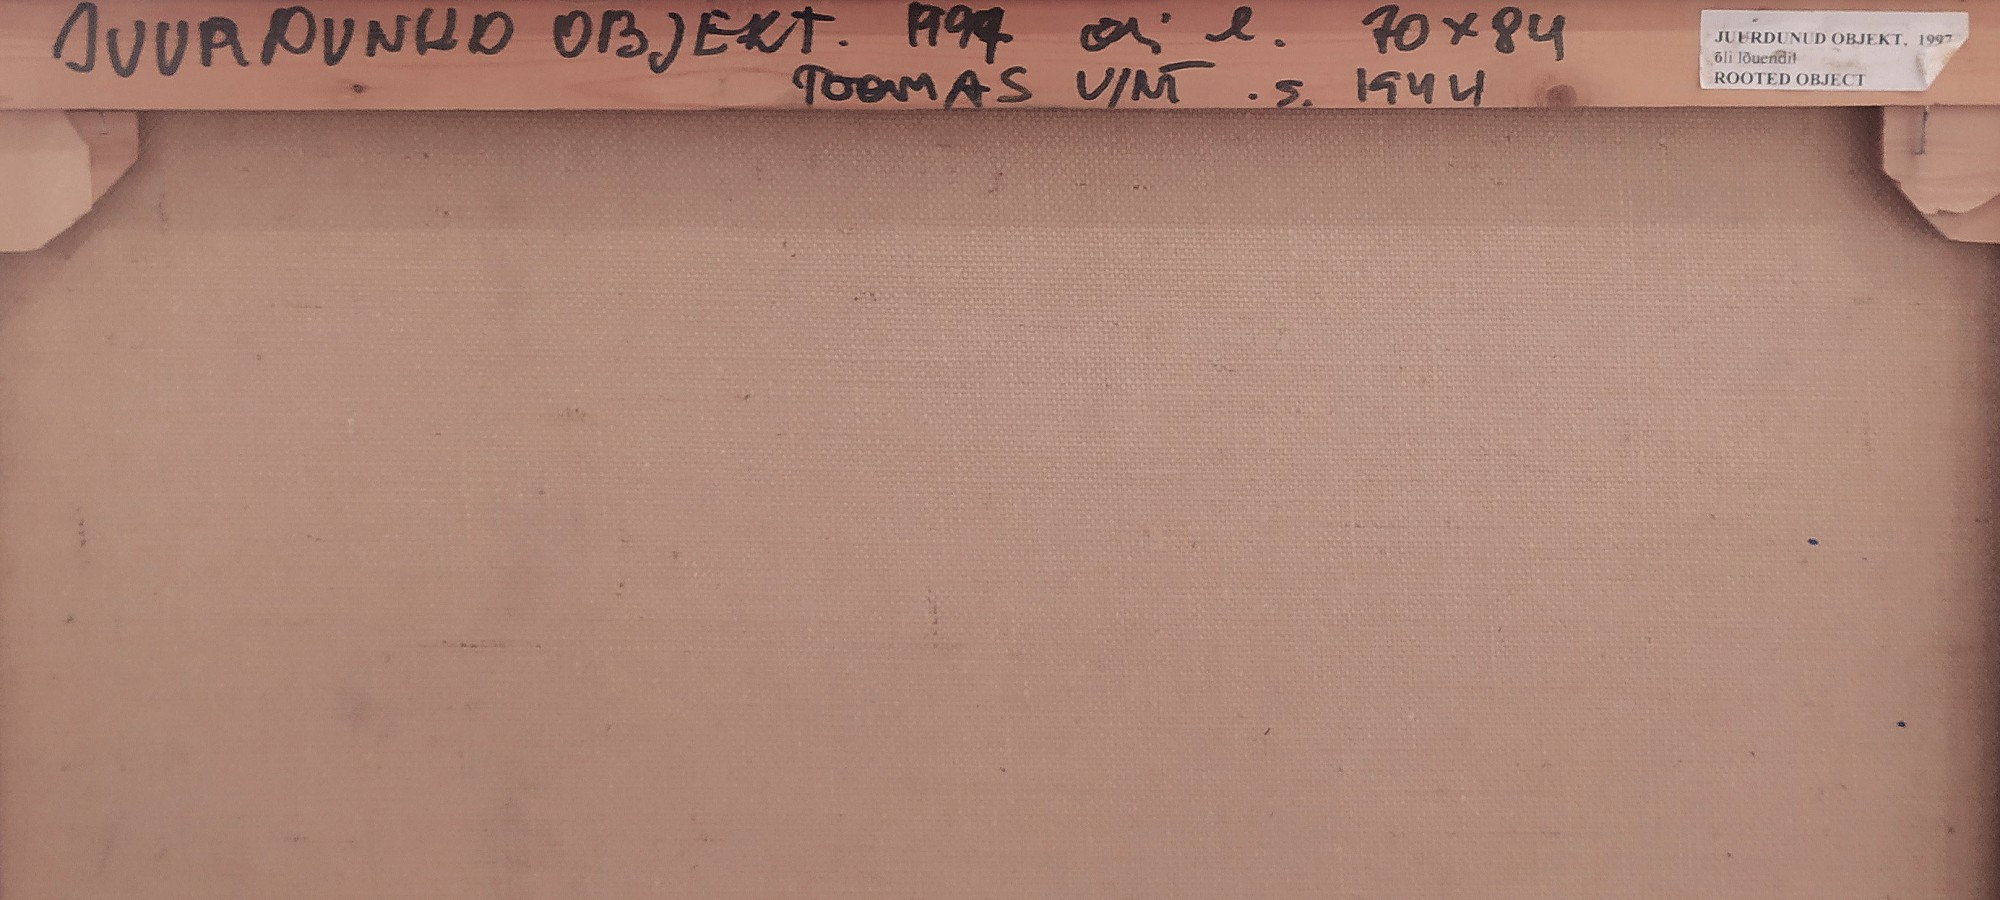 JUURDUNUD OBJEKT. 1997 õli l. 70×84
TOOMAS VINT . s. 1944
JUURDUNUD OBJEKT, 1997
õli lõuendil
ROOTED OBJECT